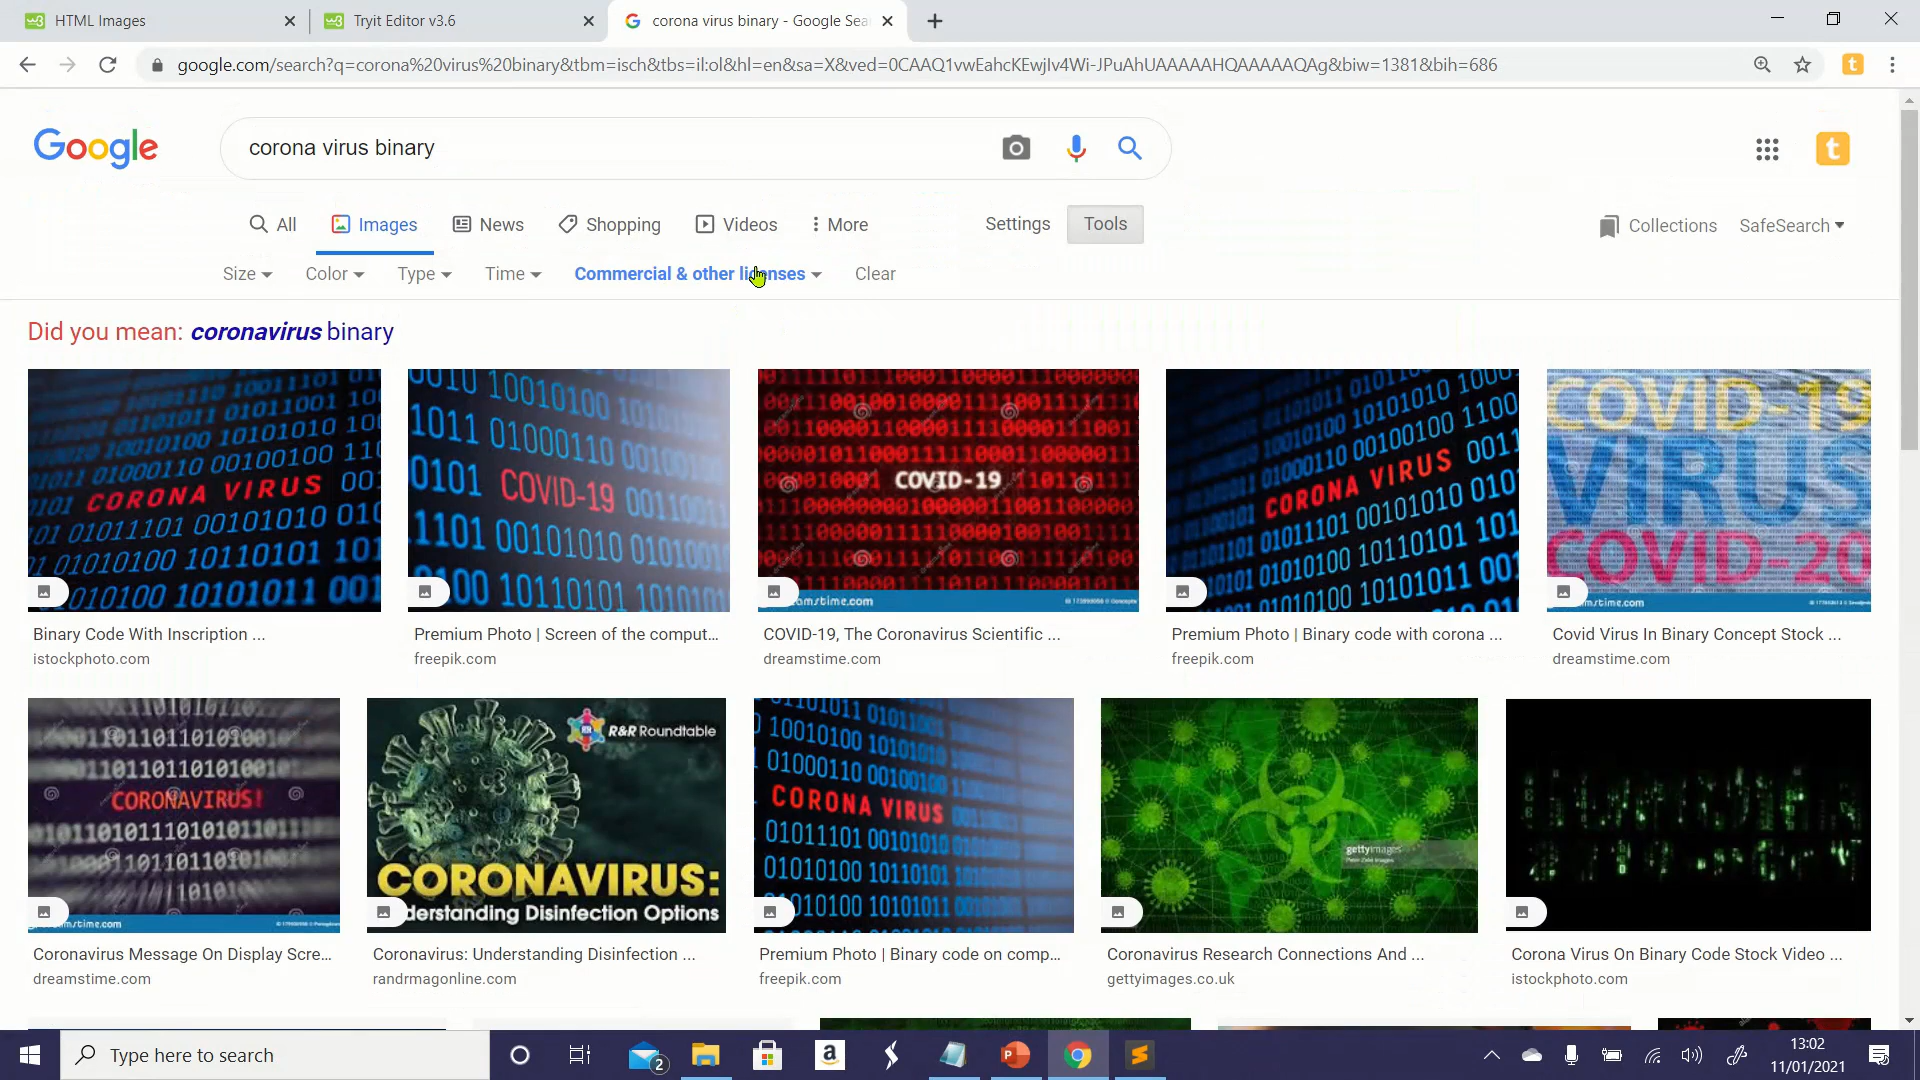 HTML Images
Tryit Editor v3.6
corona virus binary - Google Sea
google.com/search?q=corona%20virus%20binary&tbm=isch&tbs=il:ol&hl=en&sa=X&ved=0CAAQ1vwEahcKEwjIv4Wi-JPuAhUAAAAAHQAAAAAQAg&biw=1381&bih=686
t
Google
corona virus binary
t
All
Images
News
Shopping
Videos
More
Settings
Tools
Collections
SafeSearch
Size
Color
Type
Time
Commercial & other licenses
Clear
Did you mean: coronavirus binary
CORONA VIRUS
COVID-19
COVID-19
CORONA VIRUS
COVID-19
VIRUS
COVID-20
Binary Code With Inscription ...
istockphoto.com
Premium Photo | Screen of the comput...
freepik.com
COVID-19, The Coronavirus Scientific ...
dreamstime.com
Premium Photo | Binary code with corona ...
freepik.com
Covid Virus In Binary Concept Stock ...
dreamstime.com
CORONAVIRUS!
R&R Roundtable
CORONAVIRUS:
derstanding Disinfection Options
CORONA VIRUS
gettyimages
Coronavirus Message On Display Scre...
dreamstime.com
Coronavirus: Understanding Disinfection ...
randrmagonline.com
Premium Photo | Binary code on comp...
freepik.com
Coronavirus Research Connections And ...
gettyimages.co.uk
Corona Virus On Binary Code Stock Video ...
istockphoto.com
Type here to search
2
a
13:02
11/01/2021